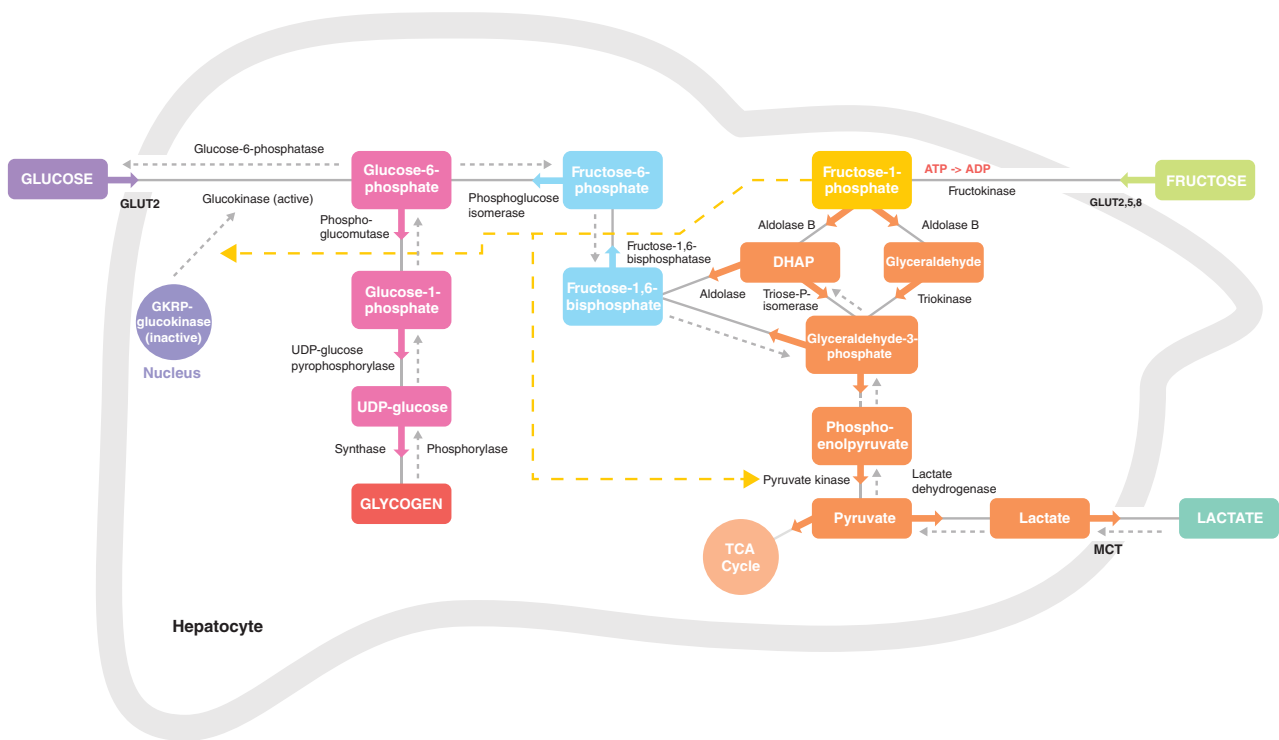 Glucose-6-phosphatase
GLUCOSE
GLUT2
Glucokinase (active)
GKRP-
glucokinase
(inactive)
Nucleus
Glucose-6-
phosphate
Phospho-
glucomutase
Glucose-1-
phosphate
UDP-glucose
pyrophosphorylase
UDP-glucose
Synthase
Phosphorylase
GLYCOGEN
Phosphoglucose
isomerase
Fructose-6-
phosphate
Fructose-1,6-
bisphosphatase
Fructose-1,6-
bisphosphate
Fructose-1-
phosphate
ATP -> ADP
Fructokinase
FRUCTOSE
GLUT2,5,8
Aldolase B
Aldolase B
DHAP
Glyceraldehyde
Aldolase
Triose-P-
isomerase
Triokinase
Glyceraldehyde-3-
phosphate
Phospho-
enolpyruvate
Pyruvate kinase
Lactate
dehydrogenase
Pyruvate
Lactate
LACTATE
MCT
TCA
Cycle
Hepatocyte